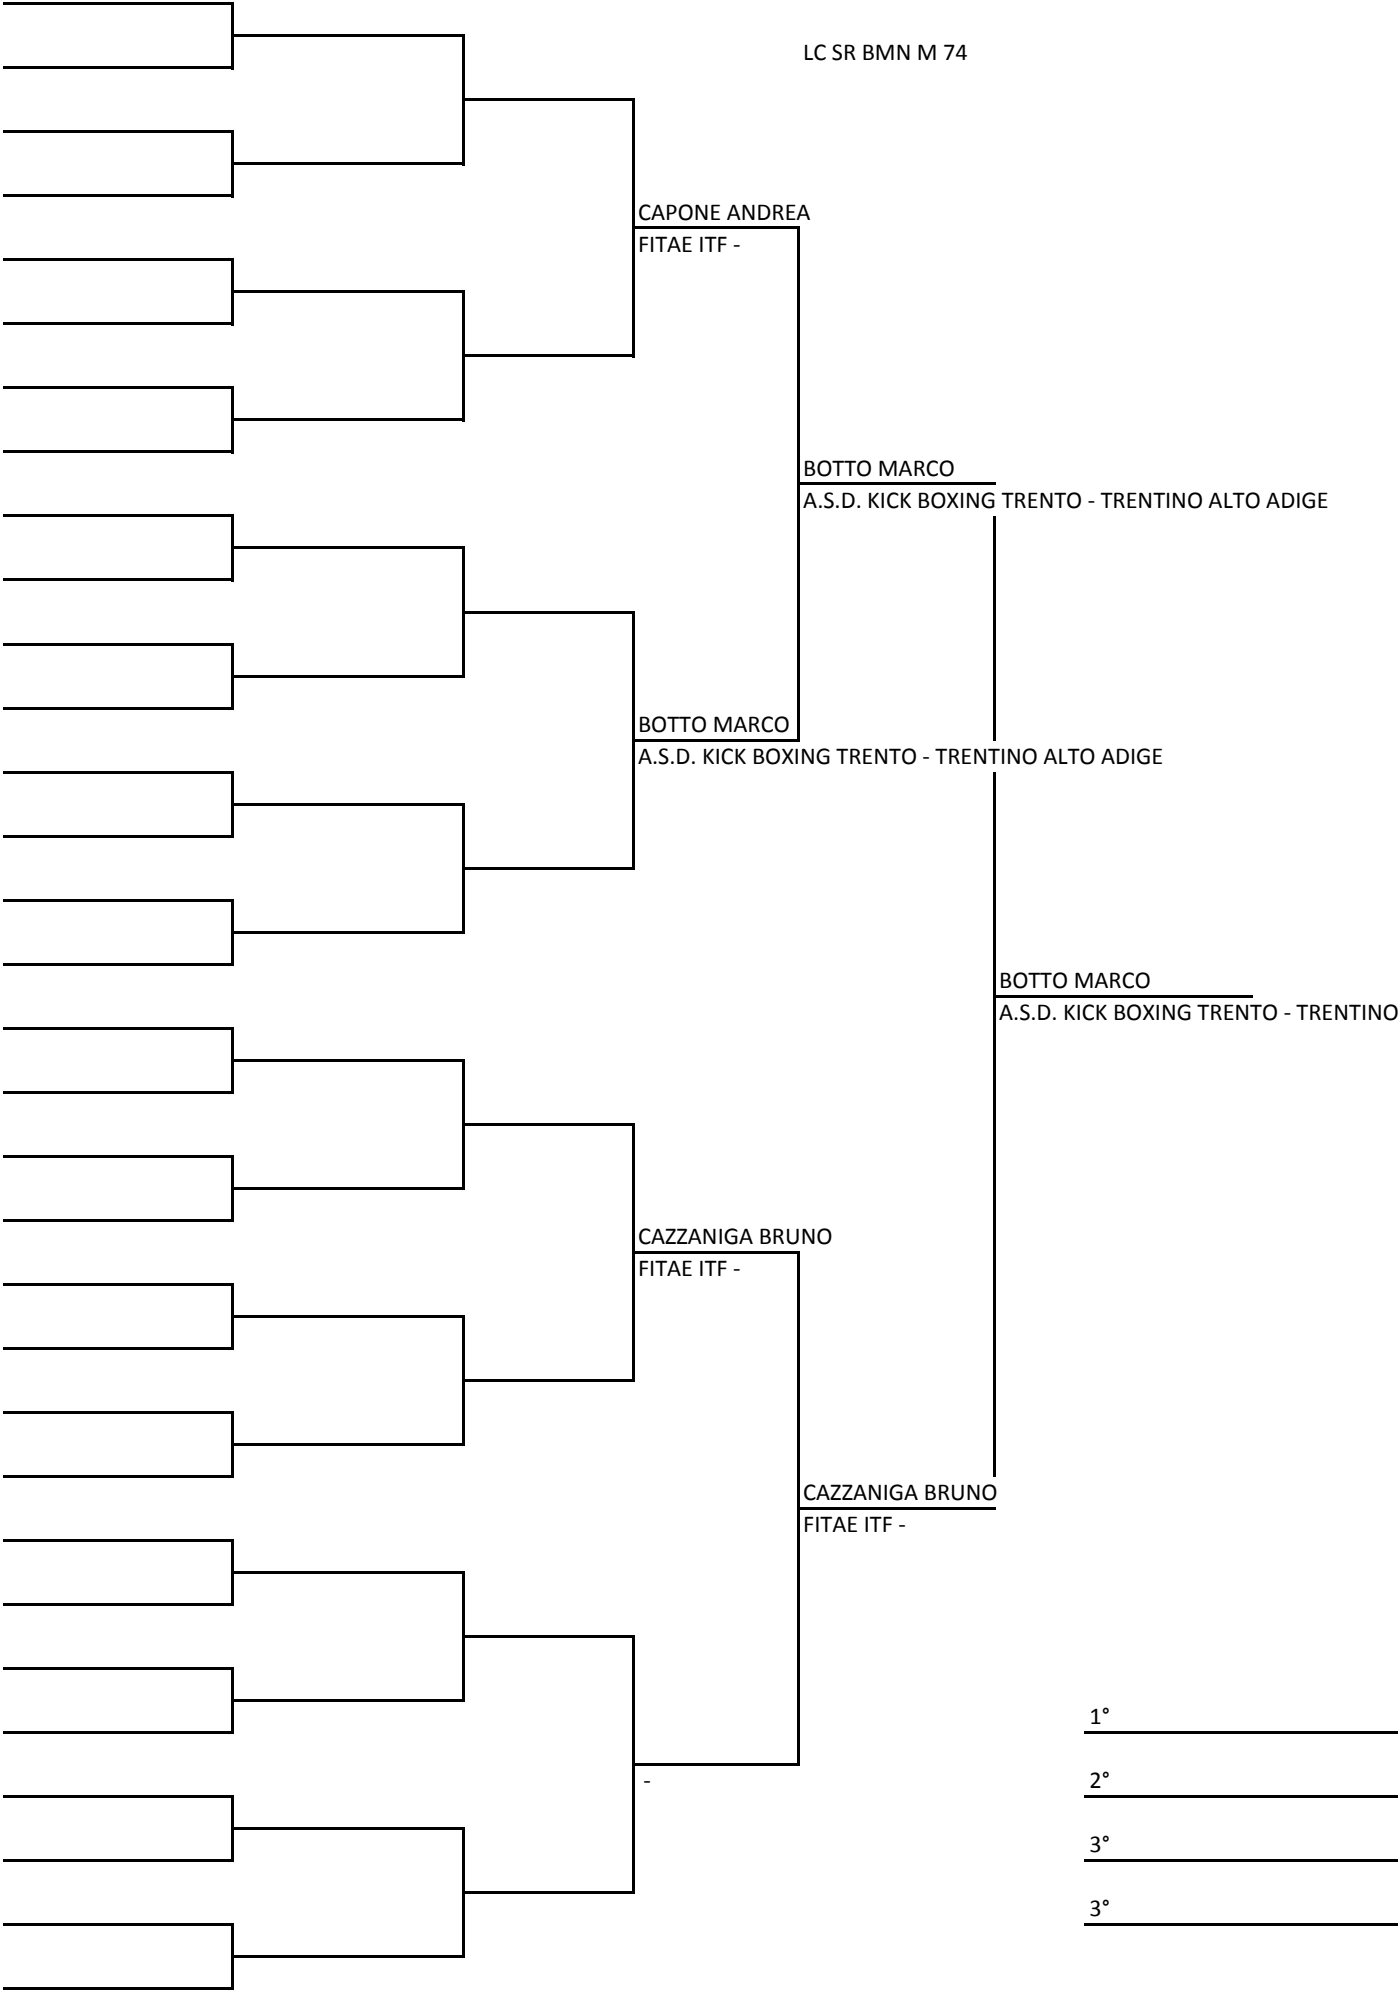 LC SR BMN M 74
CAPONE ANDREA
FITAE ITF -
BOTTO MARCO
A.S.D. KICK BOXING TRENTO - TRENTINO ALTO ADIGE
BOTTO MARCO
A.S.D. KICK BOXING TRENTO - TRENTINO ALTO ADIGE
BOTTO MARCO
A.S.D. KICK BOXING TRENTO - TRENTINO
CAZZANIGA BRUNO
FITAE ITF -
CAZZANIGA BRUNO
FITAE ITF -
1°
-
2°
3°
3°